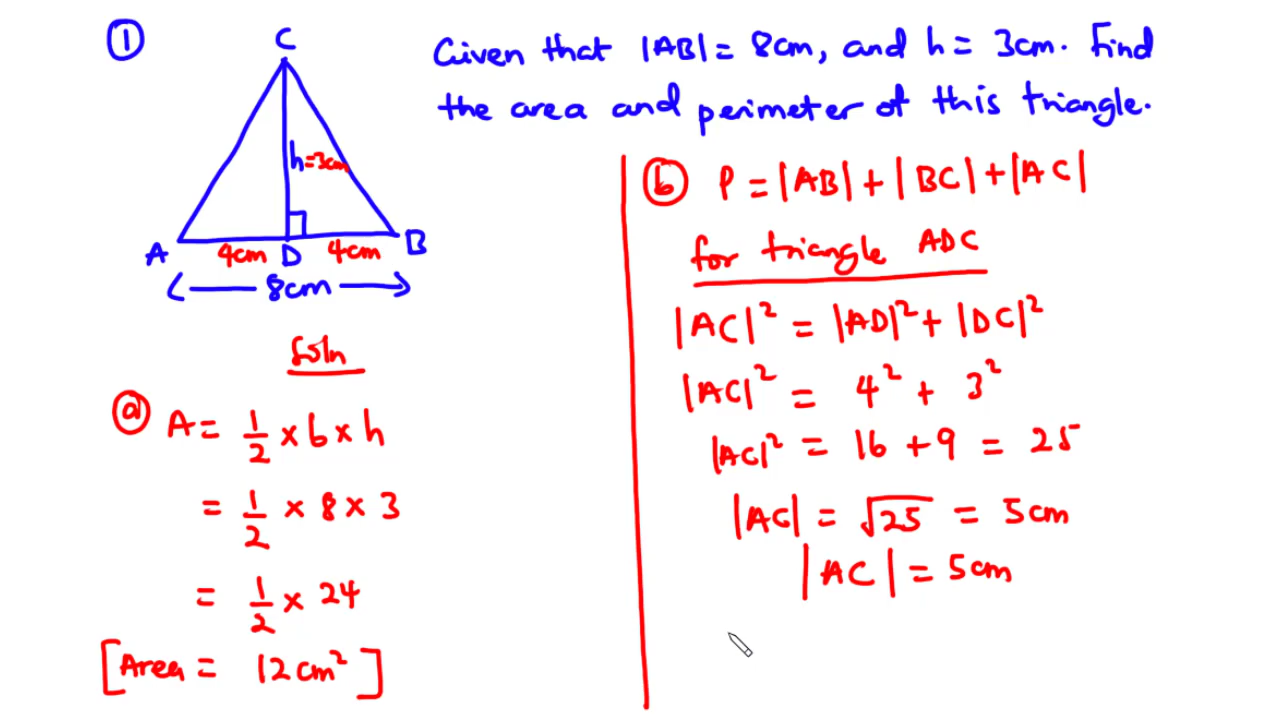 ①
C
Given that |AB| = 8cm, and h = 3cm. Find
the area and perimeter of this triangle.
h=3cm
A 4cm D 4cm B
8cm
Soln
ⓐ A = 1/2 × b × h
= 1/2 × 8 × 3
= 1/2 × 24
[Area = 12cm²]
ⓑ P = |AB| + |BC| + |AC|
for triangle ADC
|AC|² = |AD|² + |DC|²
|AC|² = 4² + 3²
|AC|² = 16 + 9 = 25
|AC| = √25 = 5cm
|AC| = 5cm